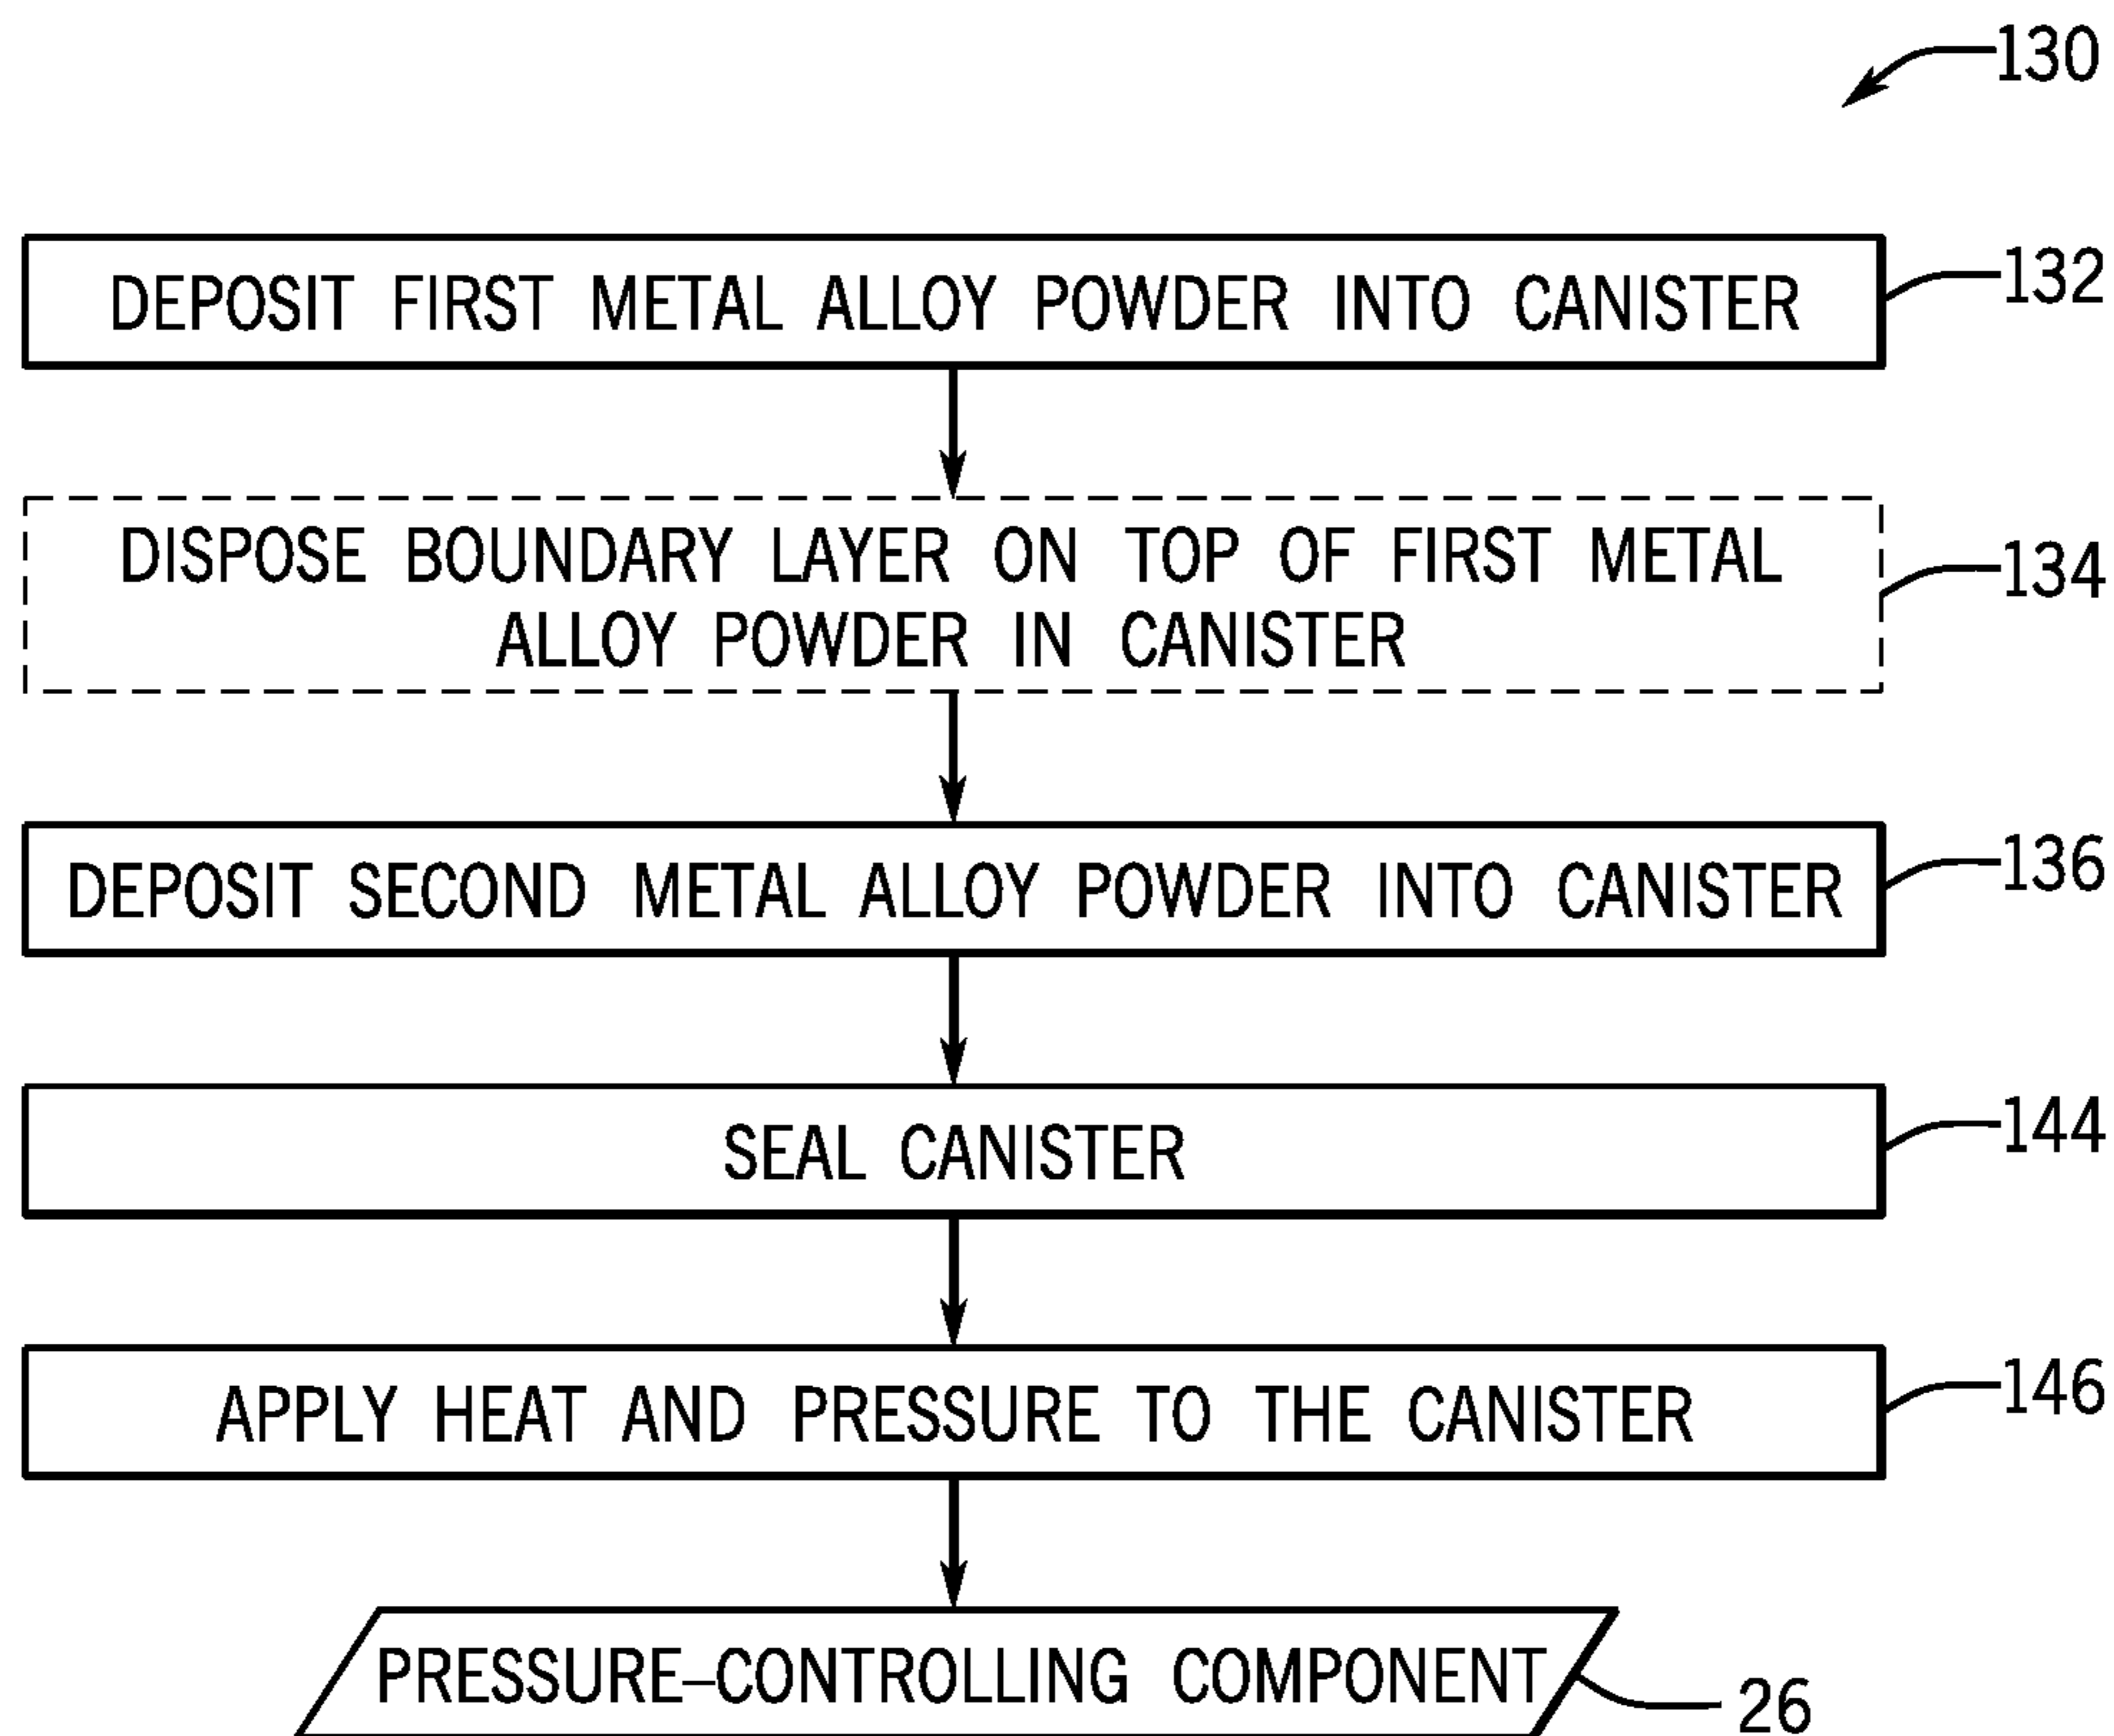 130
DEPOSIT FIRST METAL ALLOY POWDER INTO CANISTER
132
DISPOSE BOUNDARY LAYER ON TOP OF FIRST METAL
ALLOY POWDER IN CANISTER
134
DEPOSIT SECOND METAL ALLOY POWDER INTO CANISTER
136
SEAL CANISTER
144
APPLY HEAT AND PRESSURE TO THE CANISTER
146
PRESSURE–CONTROLLING COMPONENT
26